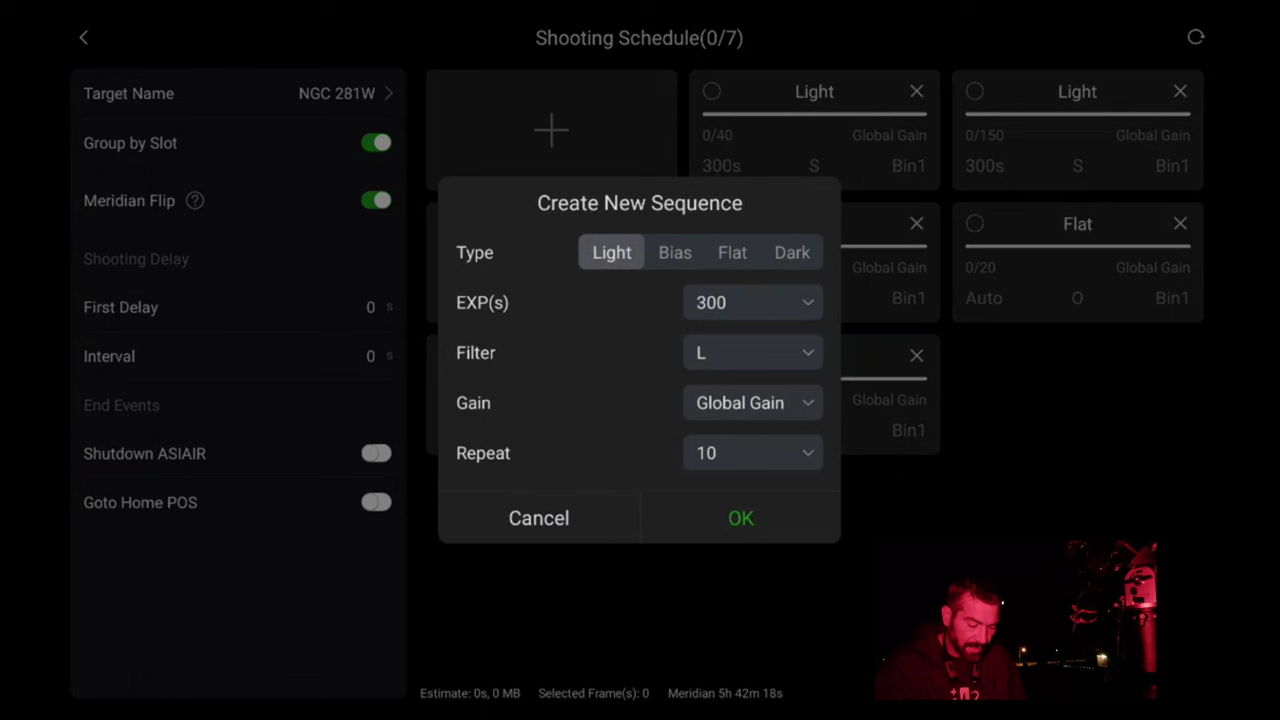 Shooting Schedule(0/7)
Target Name NGC 281W
Group by Slot
Meridian Flip ?
Shooting Delay
First Delay 0 s
Interval 0 s
End Events
Shutdown ASIAIR
Goto Home POS
Light
0/40 Global Gain
300s S Bin1
Light
0/150 Global Gain
300s S Bin1
Global Gain
Bin1
Flat
0/20 Global Gain
Auto O Bin1
Global Gain
Bin1
Create New Sequence
Type Light Bias Flat Dark
EXP(s) 300
Filter L
Gain Global Gain
Repeat 10
Cancel OK
Estimate: 0s, 0 MB Selected Frame(s): 0 Meridian 5h 42m 18s